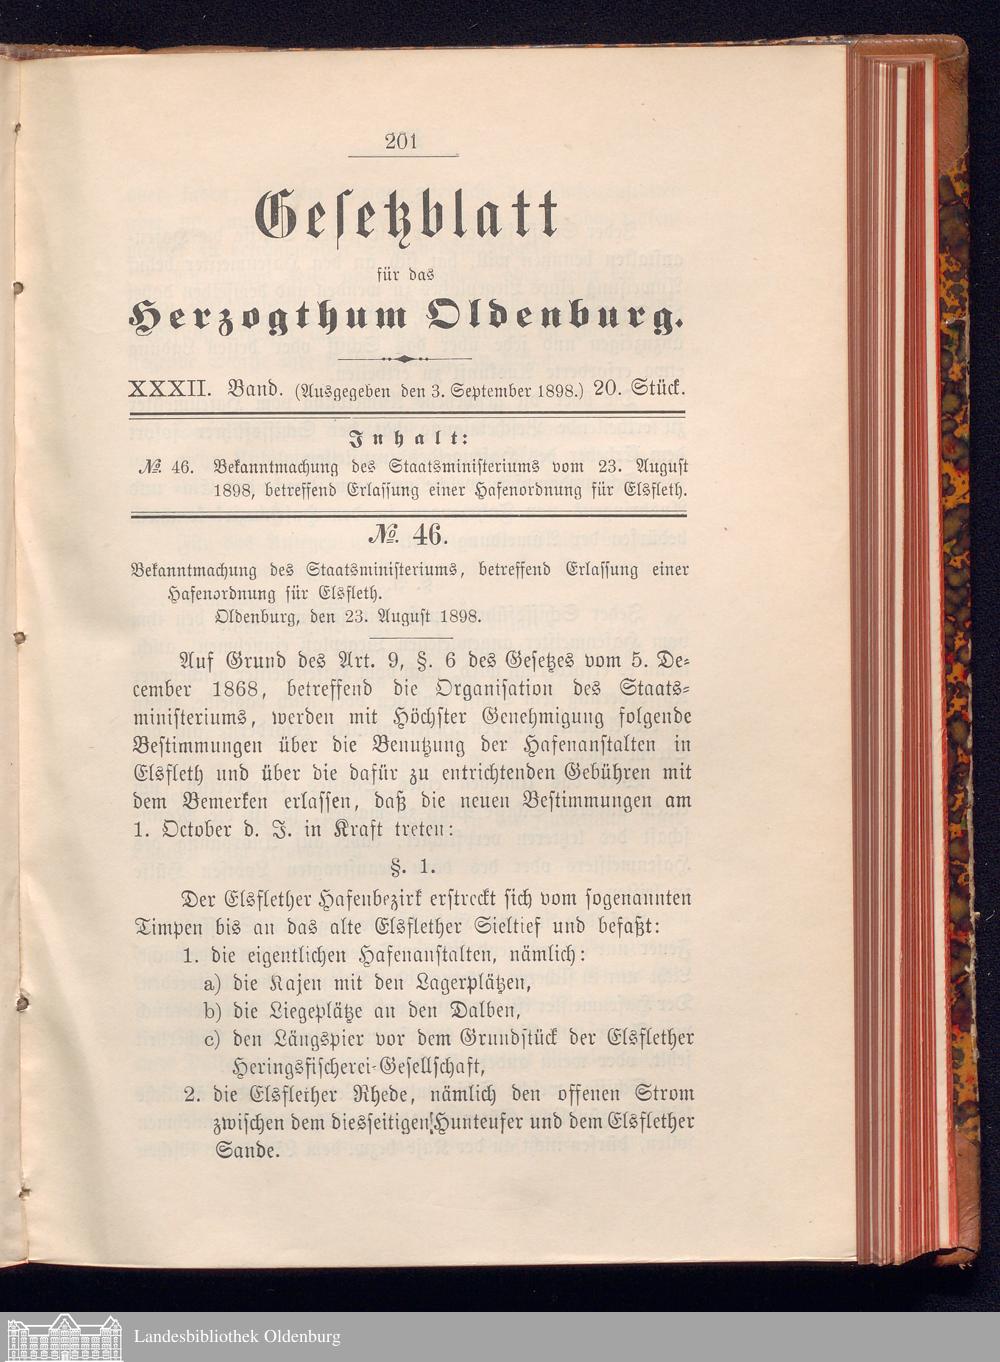 201
Gesetzblatt
für das
Herzogthum Oldenburg.
XXXII. Band. (Ausgegeben den 3. September 1898.) 20. Stück.
Inhalt:
№. 46. Bekanntmachung des Staatsministeriums vom 23. August
1898, betreffend Erlassung einer Hafenordnung für Elsfleth.
№. 46.
Bekanntmachung des Staatsministeriums, betreffend Erlassung einer
Hafenordnung für Elsfleth.
Oldenburg, den 23. August 1898.
Auf Grund des Art. 9, §. 6 des Gesetzes vom 5. De-
cember 1868, betreffend die Organisation des Staats-
ministeriums, werden mit Höchster Genehmigung folgende
Bestimmungen über die Benutzung der Hafenanstalten in
Elsfleth und über die dafür zu entrichtenden Gebühren mit
dem Bemerken erlassen, daß die neuen Bestimmungen am
1. October d. J. in Kraft treten:
§. 1.
Der Elsflether Hafenbezirk erstreckt sich vom sogenannten
Timpen bis an das alte Elsflether Sieltief und befaßt:
1. die eigentlichen Hafenanstalten, nämlich:
a) die Kajen mit den Lagerplätzen,
b) die Liegeplätze an den Dalben,
c) den Längspier vor dem Grundstück der Elsflether
Heringsfischerei-Gesellschaft,
2. die Elsflether Rhede, nämlich den offenen Strom
zwischen dem diesseitigen Hunteufer und dem Elsflether
Sande.
Landesbibliothek Oldenburg